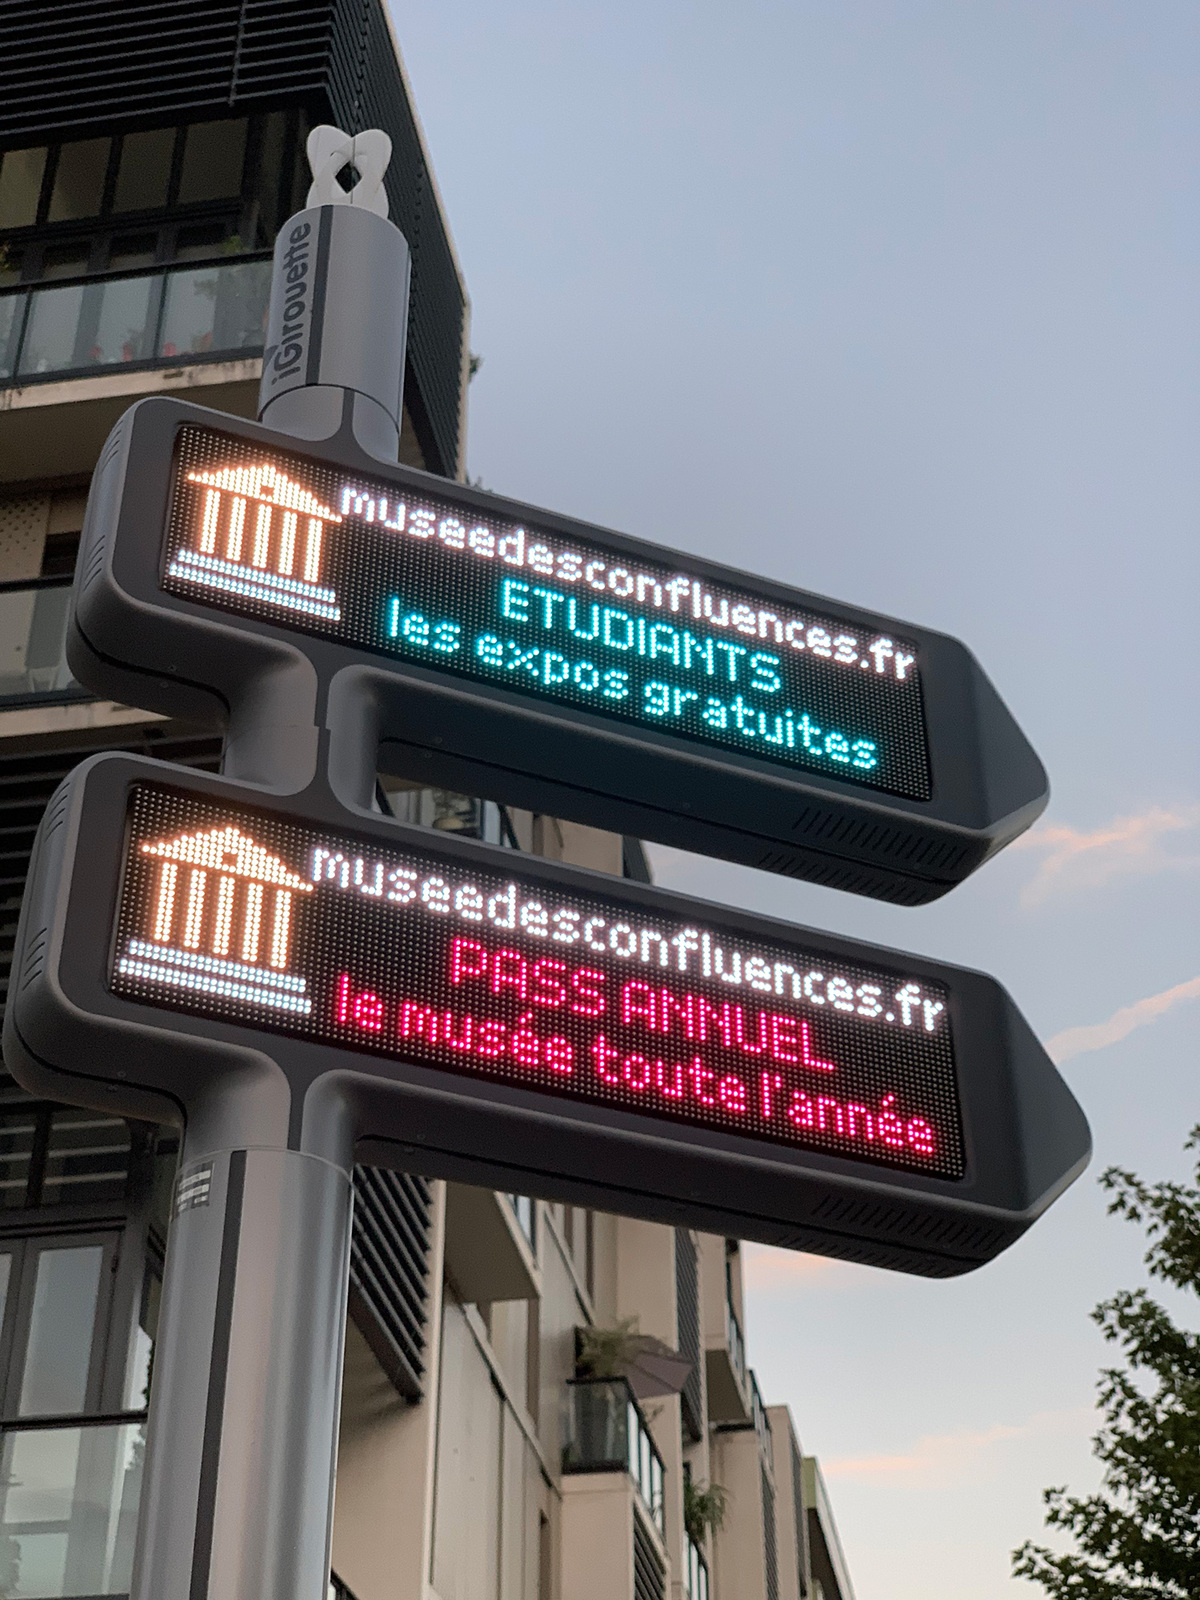 iGirouette
museedesconfluences.fr
ETUDIANTS
les expos gratuites
museedesconfluences.fr
PASS ANNUEL
le musée toute l'année